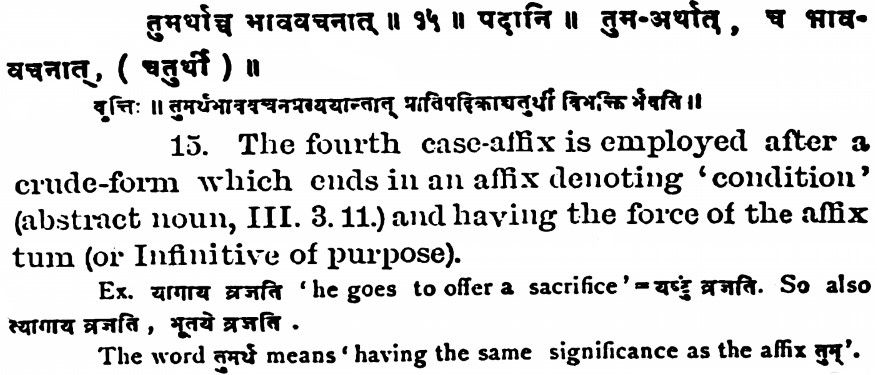 तुमर्थाच्च भाववचनात् ॥ १५ ॥ पदानि ॥ तुम-अर्थात् , च भाव-
वचनात्, ( चतुर्थी ) ॥
वृत्तिः ॥ तुमर्थभाववचनप्रत्ययान्तात् प्रातिपदिकाच्चतुर्थी विभक्ति र्भवति ॥
15. The fourth case-affix is employed after a
crude-form which ends in an affix denoting ‘condition’
(abstract noun, III. 3. 11.) and having the force of the affix
tum (or Infinitive of purpose).
Ex. यागाय व्रजति ‘he goes to offer a sacrifice’=यष्टुं व्रजति. So also
त्यागाय व्रजति , भूतये व्रजति .
The word तुमर्थ means ‘having the same significance as the affix तुम्’.